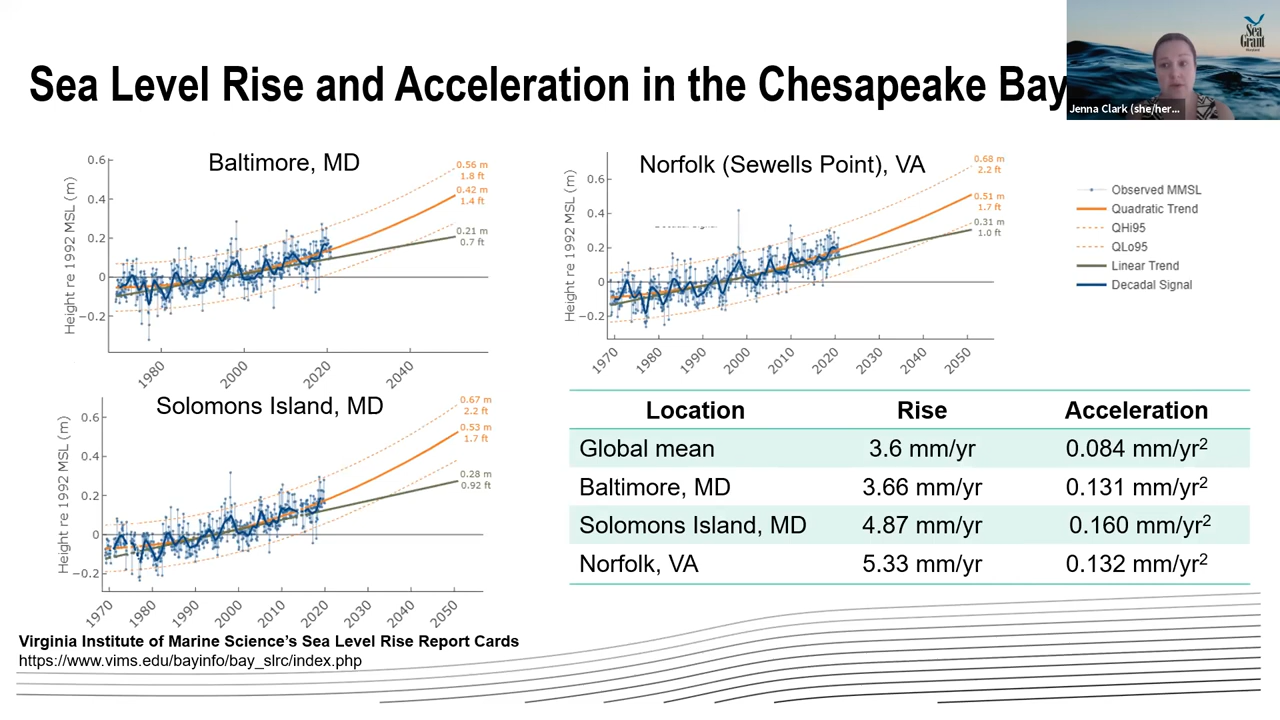 Sea Level Rise and Acceleration in the Chesapeake Bay
Sea
Grant
Jenna Clark (she/her...
Baltimore, MD
Height re 1992 MSL (m)
0.6
0.4
0.2
0
−0.2
1980
2000
2020
2040
0.56 m
1.8 ft
0.42 m
1.4 ft
0.21 m
0.7 ft
Norfolk (Sewells Point), VA
Height re 1992 MSL (m)
0.6
0.4
0.2
0
−0.2
1970
1980
1990
2000
2010
2020
2030
2040
2050
0.68 m
2.2 ft
0.51 m
1.7 ft
0.31 m
1.0 ft
Observed MMSL
Quadratic Trend
QHi95
QLo95
Linear Trend
Decadal Signal
Solomons Island, MD
Height re 1992 MSL (m)
0.6
0.4
0.2
0
−0.2
1970
1980
1990
2000
2010
2020
2030
2040
2050
0.67 m
2.2 ft
0.53 m
1.7 ft
0.28 m
0.92 ft
Location Rise Acceleration
Global mean 3.6 mm/yr 0.084 mm/yr²
Baltimore, MD 3.66 mm/yr 0.131 mm/yr²
Solomons Island, MD 4.87 mm/yr 0.160 mm/yr²
Norfolk, VA 5.33 mm/yr 0.132 mm/yr²
Virginia Institute of Marine Science's Sea Level Rise Report Cards
https://www.vims.edu/bayinfo/bay_slrc/index.php